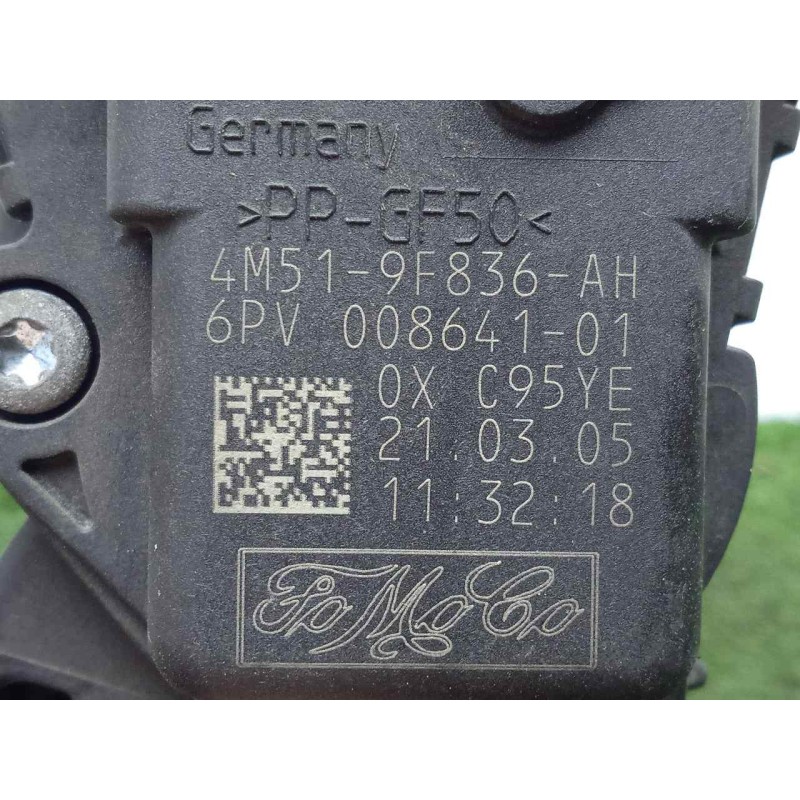 Germany
>PP-GF50<
4M51-9F836-AH
6PV 008641-01
0X C95YE
21.03.05
11:32:18
FoMoCo